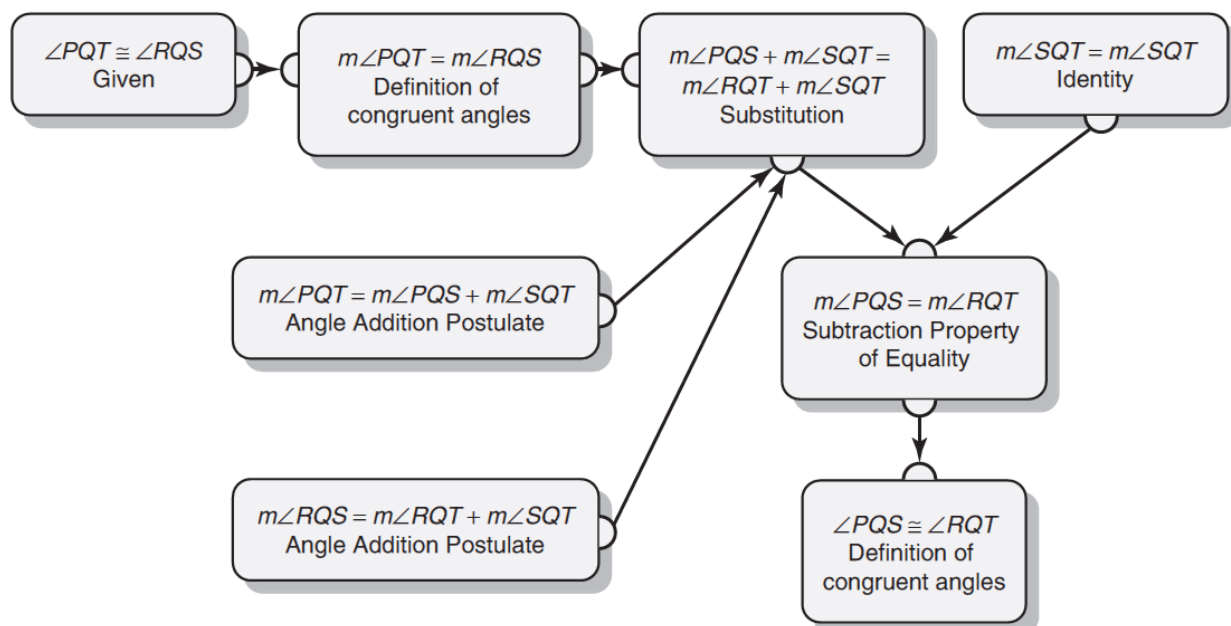 ∠PQT ≅ ∠RQS
Given
m∠PQT = m∠RQS
Definition of
congruent angles
m∠PQS + m∠SQT =
m∠RQT + m∠SQT
Substitution
m∠SQT = m∠SQT
Identity
m∠PQT = m∠PQS + m∠SQT
Angle Addition Postulate
m∠PQS = m∠RQT
Subtraction Property
of Equality
m∠RQS = m∠RQT + m∠SQT
Angle Addition Postulate
∠PQS ≅ ∠RQT
Definition of
congruent angles